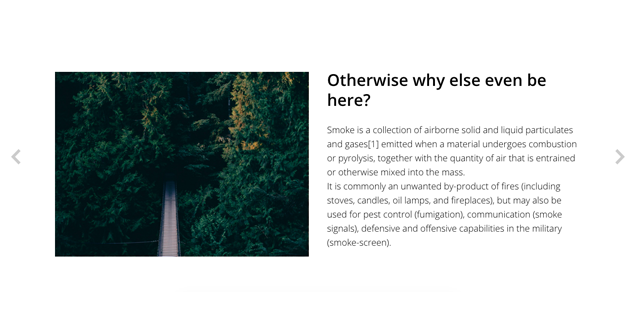 Otherwise why else even be
here?
Smoke is a collection of airborne solid and liquid particulates
and gases[1] emitted when a material undergoes combustion
or pyrolysis, together with the quantity of air that is entrained
or otherwise mixed into the mass.
It is commonly an unwanted by-product of fires (including
stoves, candles, oil lamps, and fireplaces), but may also be
used for pest control (fumigation), communication (smoke
signals), defensive and offensive capabilities in the military
(smoke-screen).